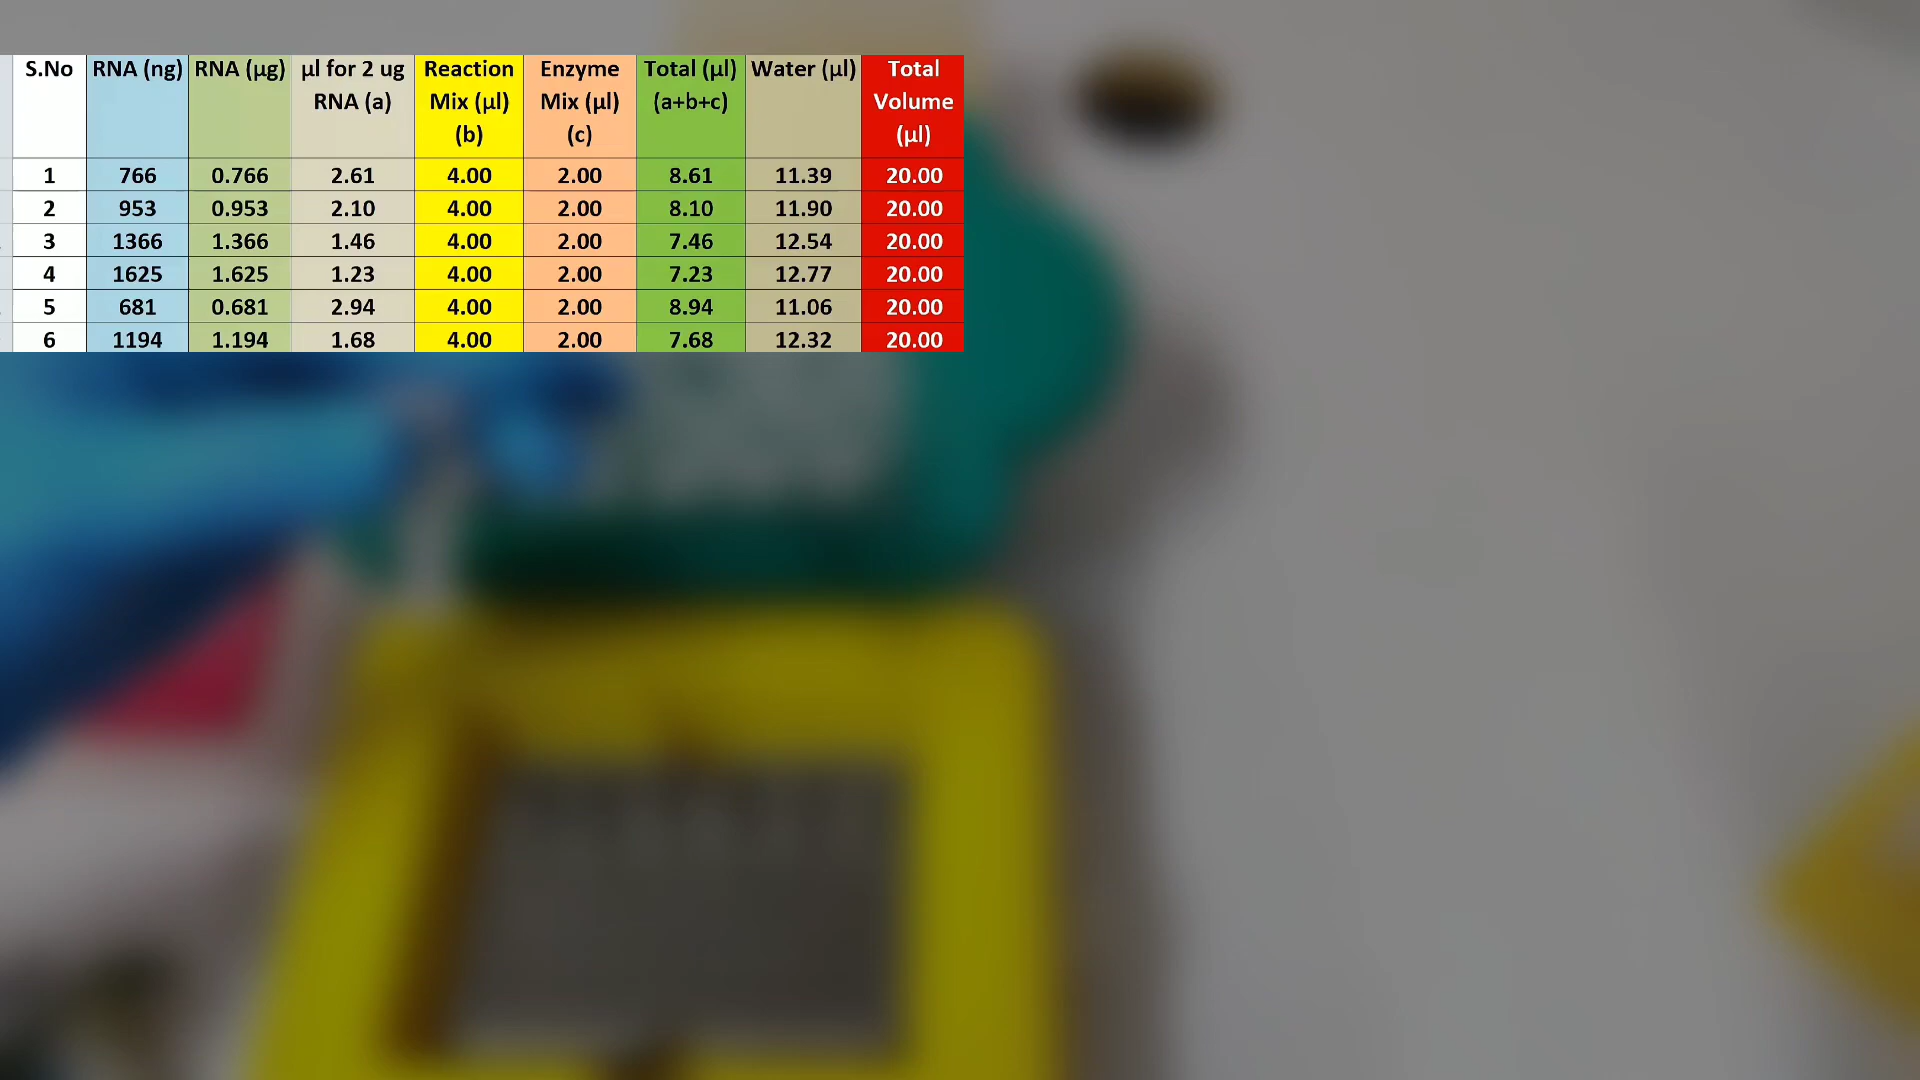 S.No RNA (ng) RNA (µg) µl for 2 ug RNA (a) Reaction Mix (µl) (b) Enzyme Mix (µl) (c) Total (µl) (a+b+c) Water (µl) Total Volume (µl)
1 766 0.766 2.61 4.00 2.00 8.61 11.39 20.00
2 953 0.953 2.10 4.00 2.00 8.10 11.90 20.00
3 1366 1.366 1.46 4.00 2.00 7.46 12.54 20.00
4 1625 1.625 1.23 4.00 2.00 7.23 12.77 20.00
5 681 0.681 2.94 4.00 2.00 8.94 11.06 20.00
6 1194 1.194 1.68 4.00 2.00 7.68 12.32 20.00